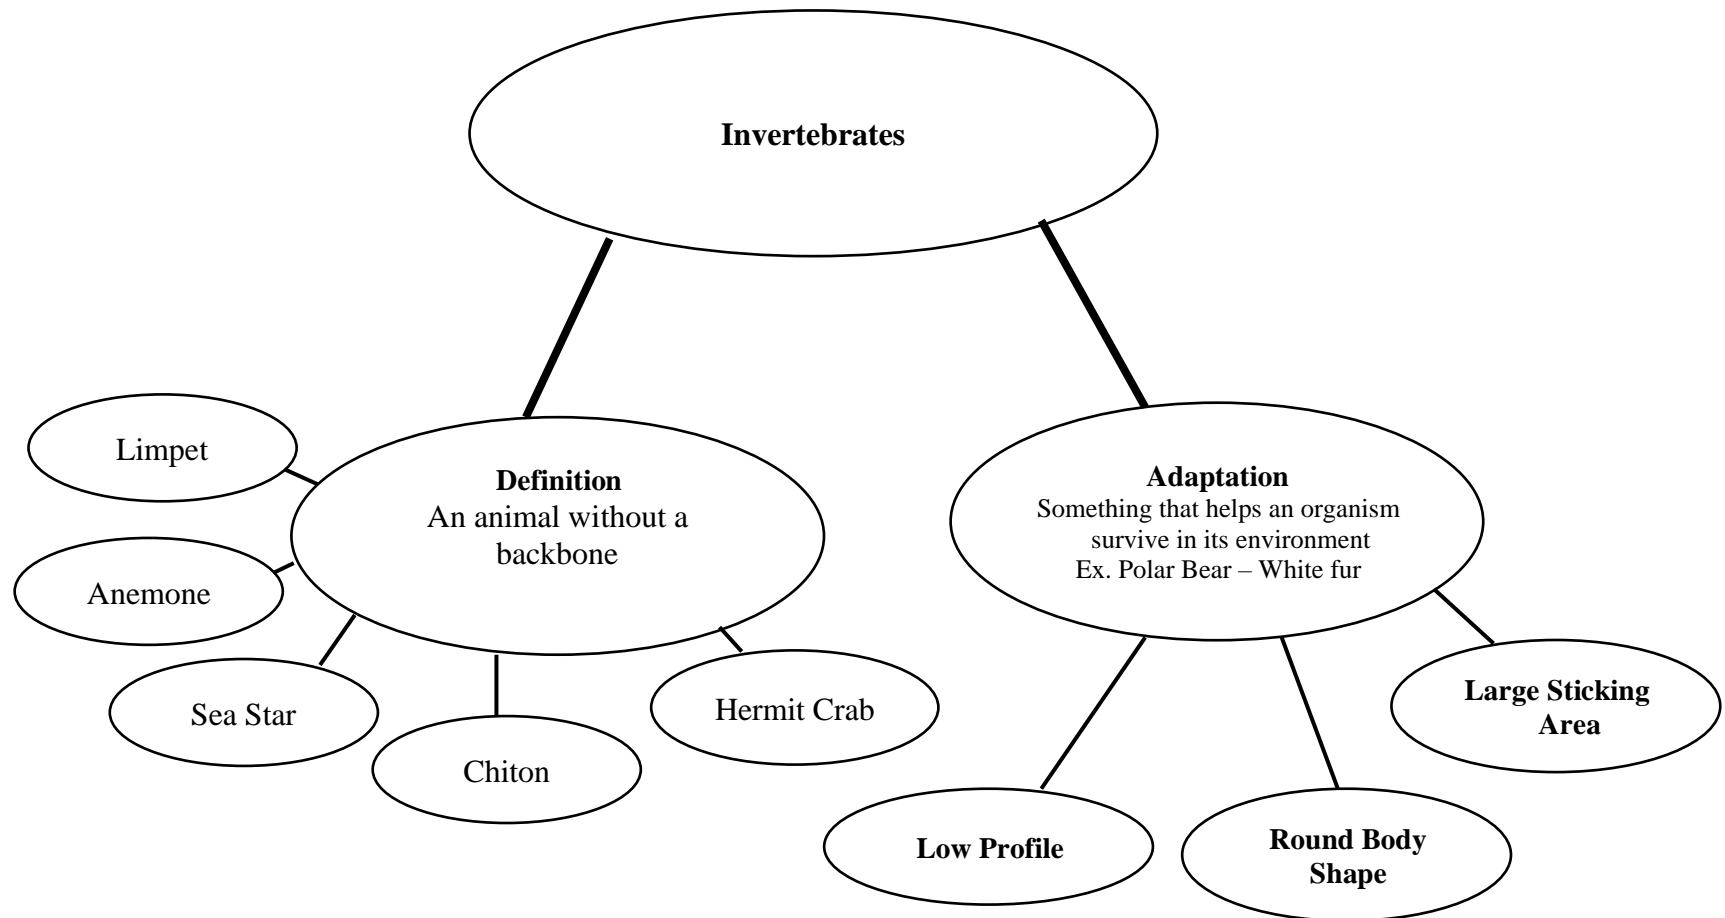 Invertebrates
Limpet
Definition
An animal without a
backbone
Anemone
Sea Star
Chiton
Hermit Crab
Adaptation
Something that helps an organism
survive in its environment
Ex. Polar Bear – White fur
Large Sticking
Area
Low Profile
Round Body
Shape